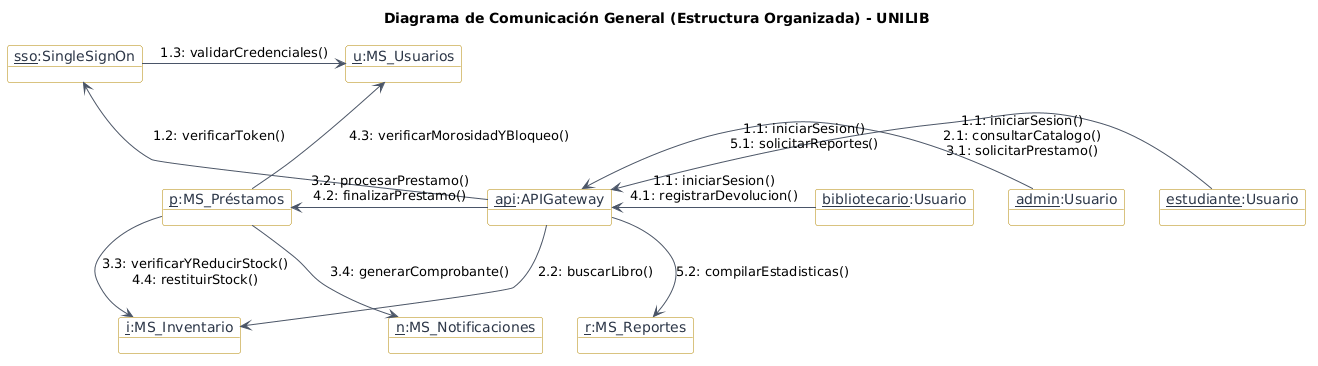 Diagrama de Comunicación General (Estructura Organizada) - UNILIB
sso:SingleSignOn
1.3: validarCredenciales()
u:MS_Usuarios
1.2: verificarToken()
4.3: verificarMorosidadYBloqueo()
1.1: iniciarSesion()
5.1: solicitarReportes()
1.1: iniciarSesion()
2.1: consultarCatalogo()
3.1: solicitarPrestamo()
p:MS_Préstamos
3.2: procesarPrestamo()
4.2: finalizarPrestamo()
api:APIGateway
1.1: iniciarSesion()
4.1: registrarDevolucion()
bibliotecario:Usuario
admin:Usuario
estudiante:Usuario
3.3: verificarYReducirStock()
4.4: restituirStock()
3.4: generarComprobante()
2.2: buscarLibro()
5.2: compilarEstadisticas()
i:MS_Inventario
n:MS_Notificaciones
r:MS_Reportes